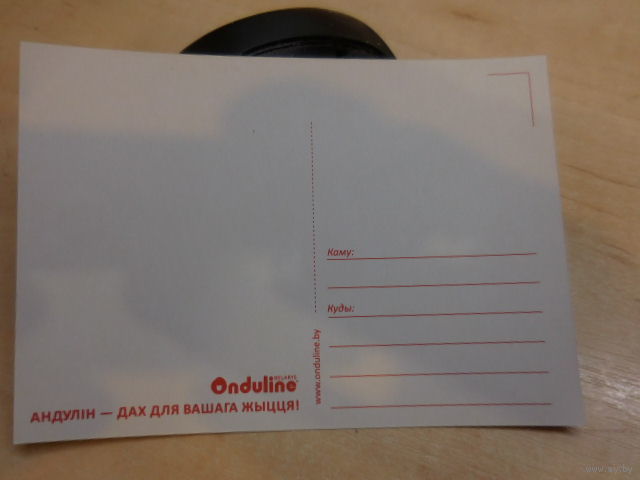 Каму:
Куды:
www.onduline.by
BELARUS
Onduline
АНДУЛІН — ДАХ ДЛЯ ВАШАГА ЖЫЦЦЯ!
www.ay.by